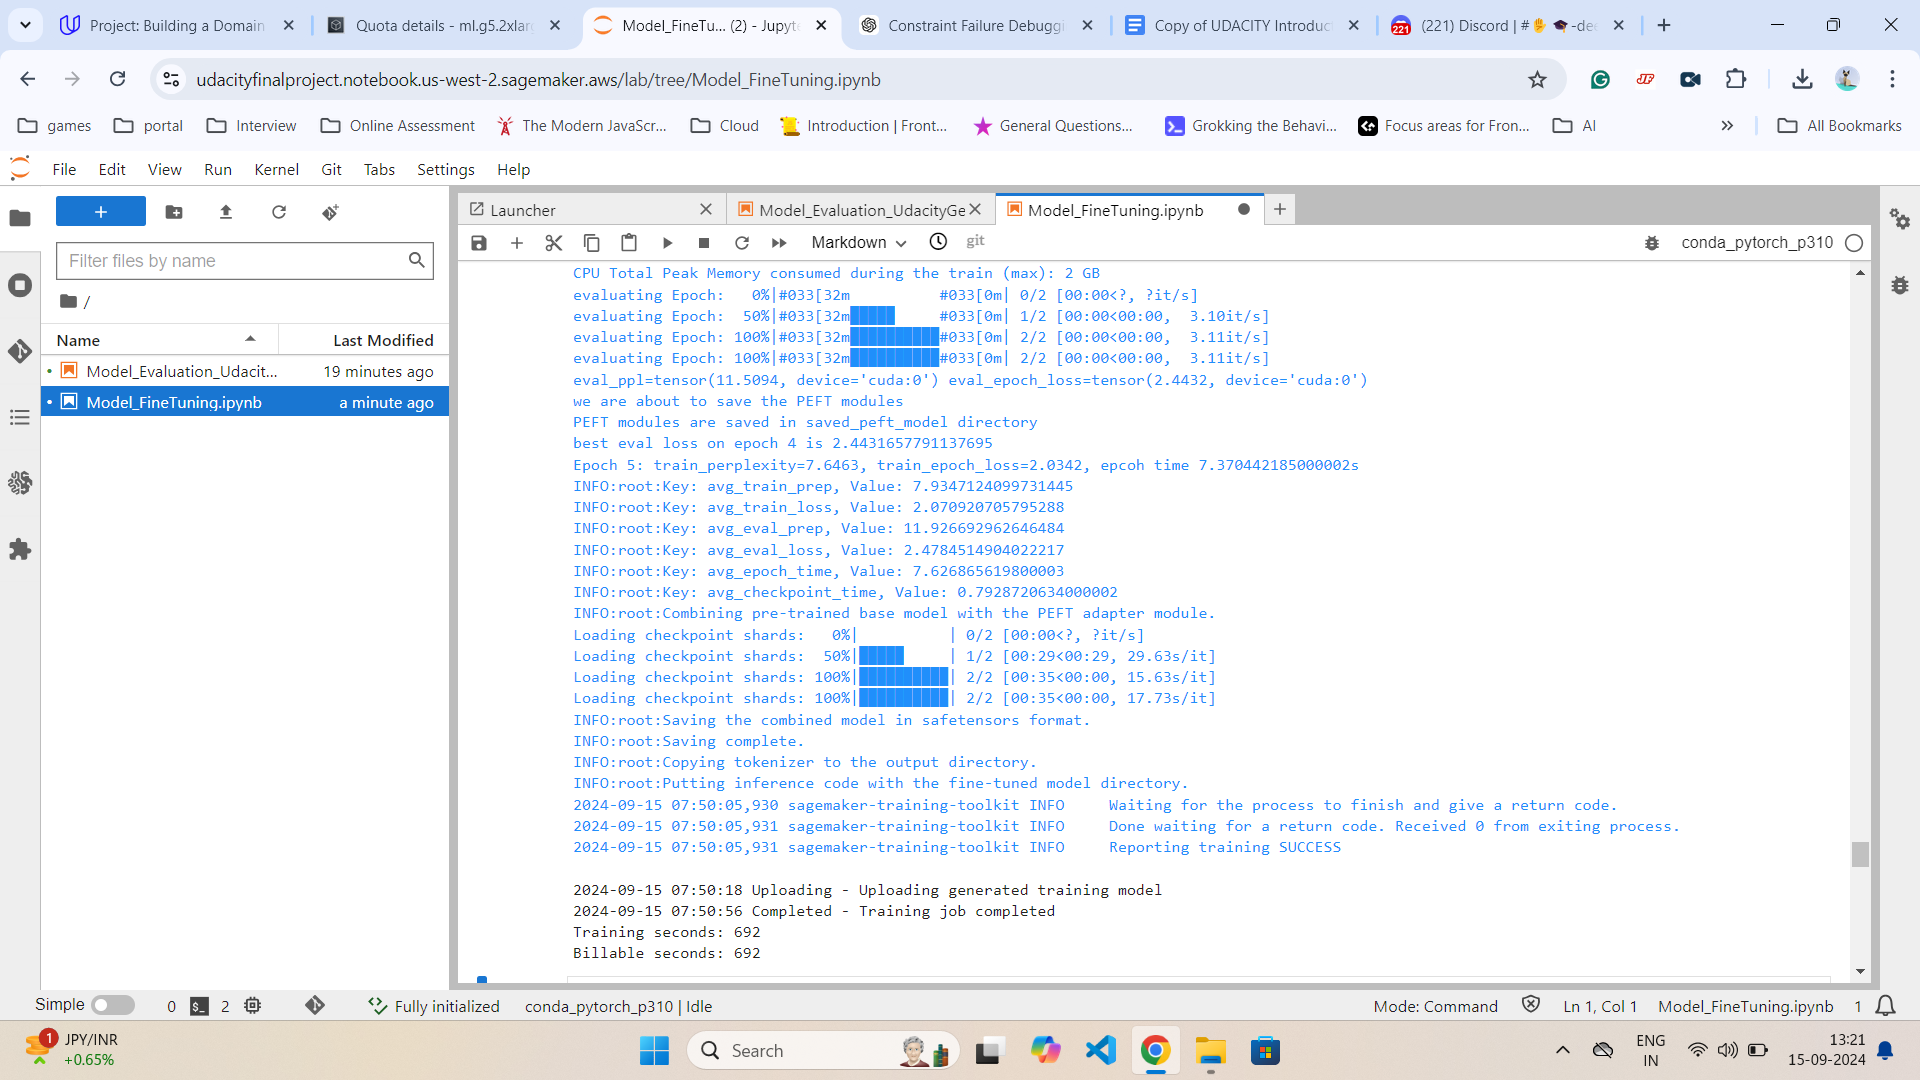 Project: Building a Domain
Quota details - ml.g5.2xlarg
Model_FineTu... (2) - Jupyte
Constraint Failure Debuggi
Copy of UDACITY Introduc
(221) Discord | #✋🎓-dee
udacityfinalproject.notebook.us-west-2.sagemaker.aws/lab/tree/Model_FineTuning.ipynb
games
portal
Interview
Online Assessment
The Modern JavaScr...
Cloud
Introduction | Front...
General Questions...
Grokking the Behavi...
Focus areas for Fron...
AI
All Bookmarks
File Edit View Run Kernel Git Tabs Settings Help
Launcher
Model_Evaluation_UdacityGe
Model_FineTuning.ipynb
Markdown
git
conda_pytorch_p310
Filter files by name
/
Name
Last Modified
Model_Evaluation_Udacit... 19 minutes ago
Model_FineTuning.ipynb a minute ago
CPU Total Peak Memory consumed during the train (max): 2 GB
evaluating Epoch:   0%|#033[32m          #033[0m| 0/2 [00:00<?, ?it/s]
evaluating Epoch:  50%|#033[32m█████     #033[0m| 1/2 [00:00<00:00,  3.10it/s]
evaluating Epoch: 100%|#033[32m██████████#033[0m| 2/2 [00:00<00:00,  3.11it/s]
evaluating Epoch: 100%|#033[32m██████████#033[0m| 2/2 [00:00<00:00,  3.11it/s]
eval_ppl=tensor(11.5094, device='cuda:0') eval_epoch_loss=tensor(2.4432, device='cuda:0')
we are about to save the PEFT modules
PEFT modules are saved in saved_peft_model directory
best eval loss on epoch 4 is 2.4431657791137695
Epoch 5: train_perplexity=7.6463, train_epoch_loss=2.0342, epcoh time 7.370442185000002s
INFO:root:Key: avg_train_prep, Value: 7.9347124099731445
INFO:root:Key: avg_train_loss, Value: 2.070920705795288
INFO:root:Key: avg_eval_prep, Value: 11.926692962646484
INFO:root:Key: avg_eval_loss, Value: 2.4784514904022217
INFO:root:Key: avg_epoch_time, Value: 7.626865619800003
INFO:root:Key: avg_checkpoint_time, Value: 0.7928720634000002
INFO:root:Combining pre-trained base model with the PEFT adapter module.
Loading checkpoint shards:   0%|          | 0/2 [00:00<?, ?it/s]
Loading checkpoint shards:  50%|█████     | 1/2 [00:29<00:29, 29.63s/it]
Loading checkpoint shards: 100%|██████████| 2/2 [00:35<00:00, 15.63s/it]
Loading checkpoint shards: 100%|██████████| 2/2 [00:35<00:00, 17.73s/it]
INFO:root:Saving the combined model in safetensors format.
INFO:root:Saving complete.
INFO:root:Copying tokenizer to the output directory.
INFO:root:Putting inference code with the fine-tuned model directory.
2024-09-15 07:50:05,930 sagemaker-training-toolkit INFO     Waiting for the process to finish and give a return code.
2024-09-15 07:50:05,931 sagemaker-training-toolkit INFO     Done waiting for a return code. Received 0 from exiting process.
2024-09-15 07:50:05,931 sagemaker-training-toolkit INFO     Reporting training SUCCESS
2024-09-15 07:50:18 Uploading - Uploading generated training model
2024-09-15 07:50:56 Completed - Training job completed
Training seconds: 692
Billable seconds: 692
Simple 0 2 Fully initialized conda_pytorch_p310 | Idle Mode: Command Ln 1, Col 1 Model_FineTuning.ipynb 1
1
JPY/INR
+0.65%
Search
ENG
IN
13:21
15-09-2024